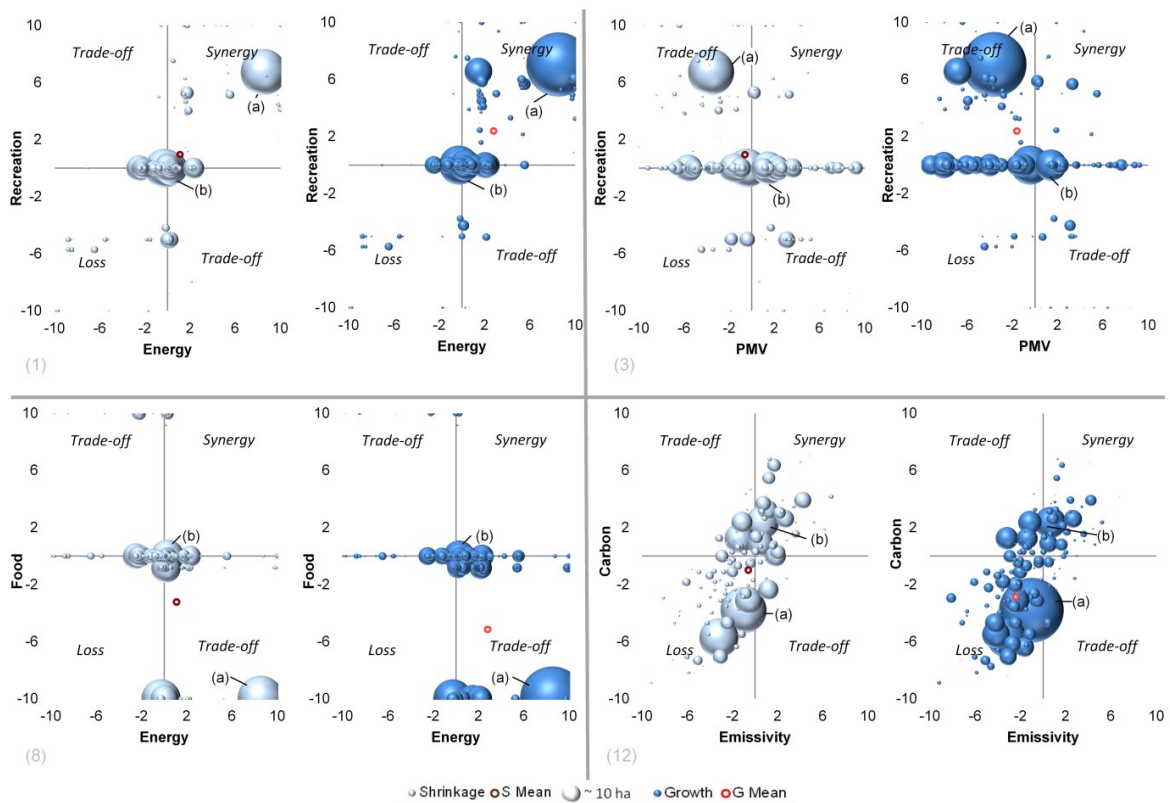 10
Trade-off
Synergy
6
(a)
2
Recreation
-2
(b)
-6
Loss
Trade-off
-10
-10 -6 -2 2 6 10
Energy
(1)
10
Trade-off
Synergy
6
(a)
2
Recreation
-2
(b)
-6
Loss
Trade-off
-10
-10 -6 -2 2 6 10
Energy
10
Trade-off
Synergy
6
(a)
2
Recreation
-2
(b)
-6
Loss
Trade-off
-10
-10 -6 -2 2 6 10
PMV
(3)
10
(a)
Trade-off
Synergy
6
2
Recreation
-2
(b)
-6
Loss
Trade-off
-10
-10 -6 -2 2 6 10
PMV
10
Trade-off
Synergy
6
2
(b)
Food
-2
-6
Loss
Trade-off
(a)
-10
-10 -6 -2 2 6 10
Energy
(8)
10
Trade-off
Synergy
6
2
(b)
Food
-2
-6
Loss
Trade-off
(a)
-10
-10 -6 -2 2 6 10
Energy
10
Trade-off
Synergy
6
2
(b)
Carbon
-2
(a)
-6
Loss
Trade-off
-10
-10 -6 -2 2 6 10
Emissivity
(12)
10
Trade-off
Synergy
6
2
(b)
Carbon
-2
(a)
-6
Loss
Trade-off
-10
-10 -6 -2 2 6 10
Emissivity
Shrinkage S Mean ~ 10 ha Growth G Mean